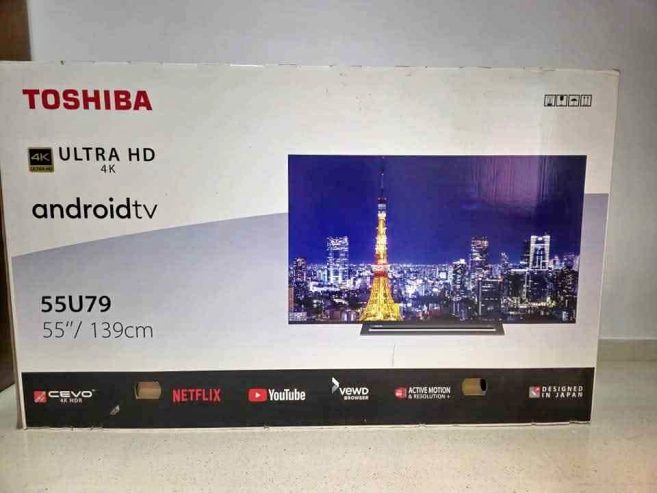 TOSHIBA
4K
ULTRA HD
ULTRA HD
4K
androidtv
55U79
55"/ 139cm
CEVO
4K HDR
NETFLIX
YouTube
vewd
BROWSER
ACTIVE MOTION
& RESOLUTION +
DESIGNED
IN JAPAN